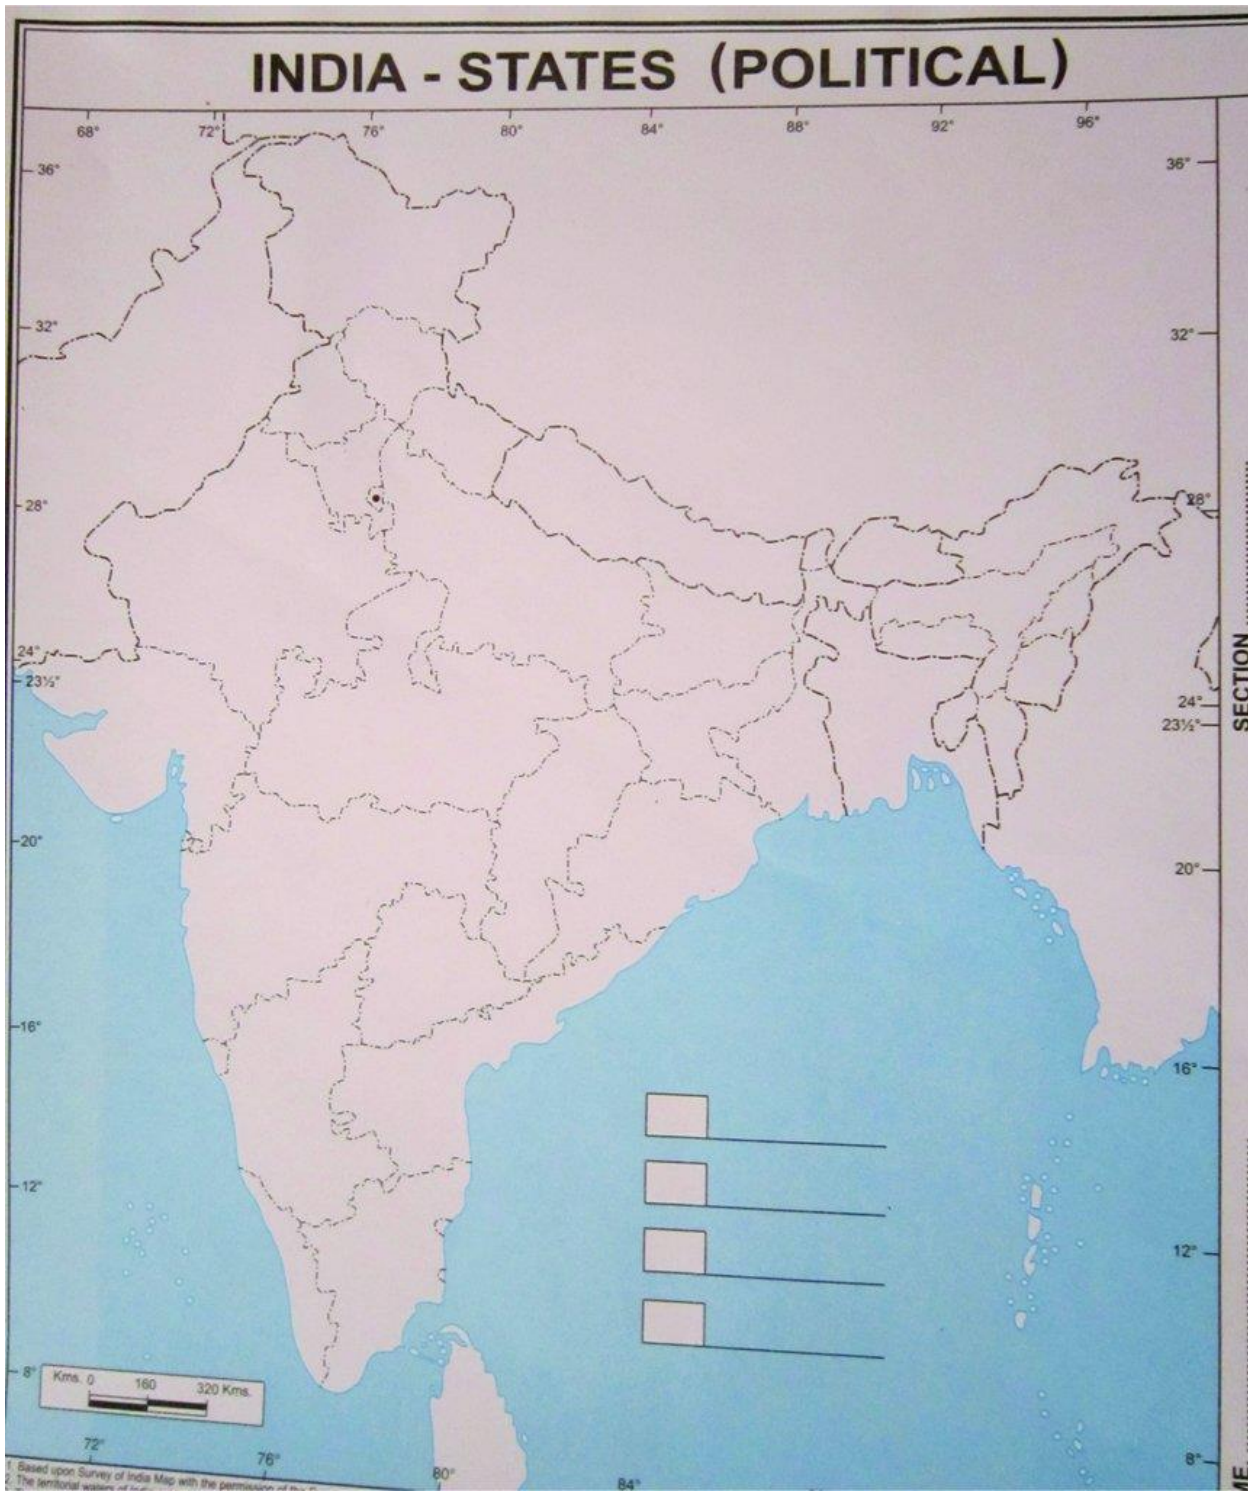 INDIA - STATES (POLITICAL)
68° 72° 76° 80° 84° 88° 92° 96°
36° 36°
32° 32°
28° 28°
24° 24°
23½° 23½°
20° 20°
16° 16°
12° 12°
8° 8°
SECTION
Kms. 0 160 320 Kms.
72° 76° 80° 84°
1. Based upon Survey of India Map with the permission of the
2. The territorial waters of
ME